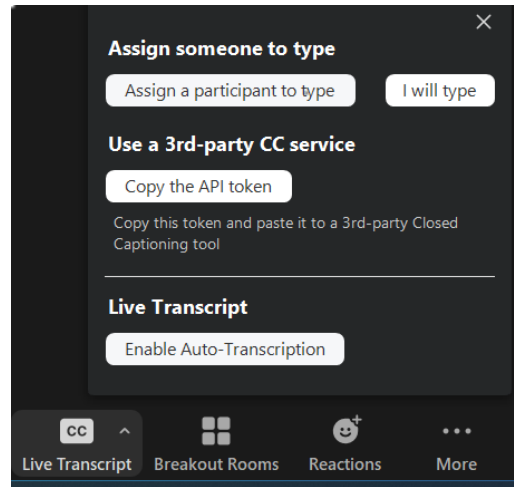 Assign someone to type
Assign a participant to type
I will type
Use a 3rd-party CC service
Copy the API token
Copy this token and paste it to a 3rd-party Closed
Captioning tool
Live Transcript
Enable Auto-Transcription
CC
Live Transcript
Breakout Rooms
Reactions
More